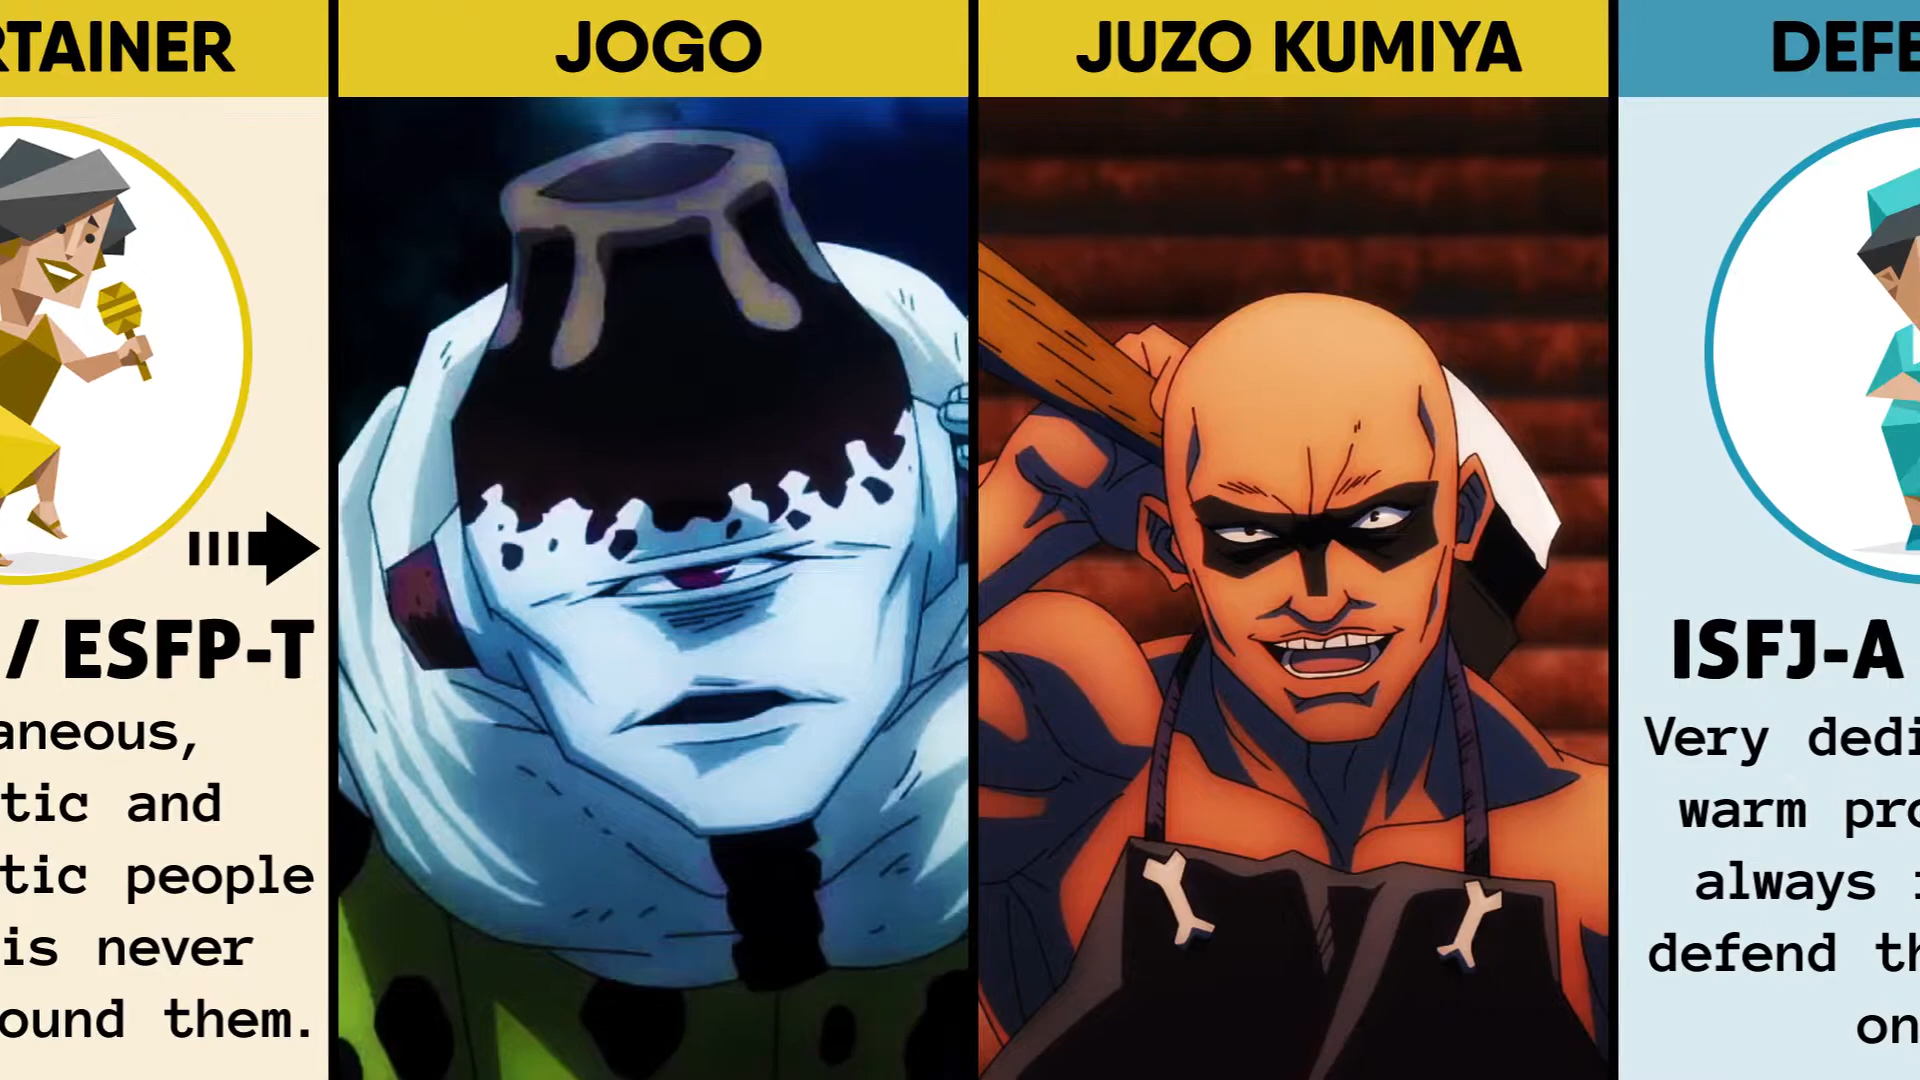 RTAINER
/ ESFP-T
aneous,
tic and
tic people
is never
ound them.
JOGO
JUZO KUMIYA
DEFE
ISFJ-A
Very dedi
warm pro
always i
defend th
on